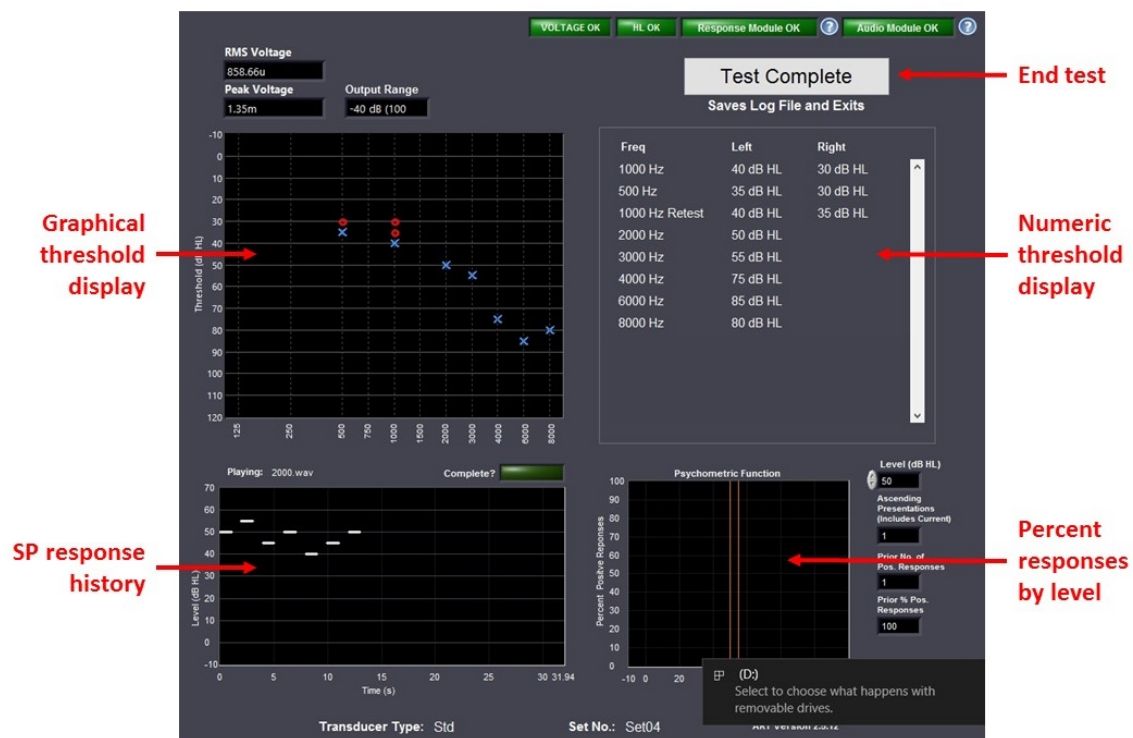 VOLTAGE OK HL OK Response Module OK ? Audio Module OK ?
RMS Voltage
858.66u
Peak Voltage Output Range
1.35m -40 dB (100
Test Complete
Saves Log File and Exits
End test
Graphical
threshold
display
Threshold (dB HL)
-10
0
10
20
30
40
50
60
70
80
90
100
110
120
125 250 500 750 1000 1500 2000 3000 4000 6000 8000
Freq Left Right
1000 Hz 40 dB HL 30 dB HL
500 Hz 35 dB HL 30 dB HL
1000 Hz Retest 40 dB HL 35 dB HL
2000 Hz 50 dB HL
3000 Hz 55 dB HL
4000 Hz 75 dB HL
6000 Hz 85 dB HL
8000 Hz 80 dB HL
Numeric
threshold
display
Playing: 2000.wav Complete?
SP response
history
Level (dB HL)
70
60
50
40
30
20
10
0
-10
0 5 10 15 20 25 30 31.94
Time (s)
Psychometric Function
Percent Positve Reponses
100
90
80
70
60
50
40
30
20
10
0
-10 0 20
Level (dB HL)
50
Ascending
Presentations
(Includes Current)
1
Prior No. of
Pos. Responses
1
Prior % Pos.
Responses
100
Percent
responses
by level
(D:)
Select to choose what happens with
removable drives.
Transducer Type: Std Set No.: Set04